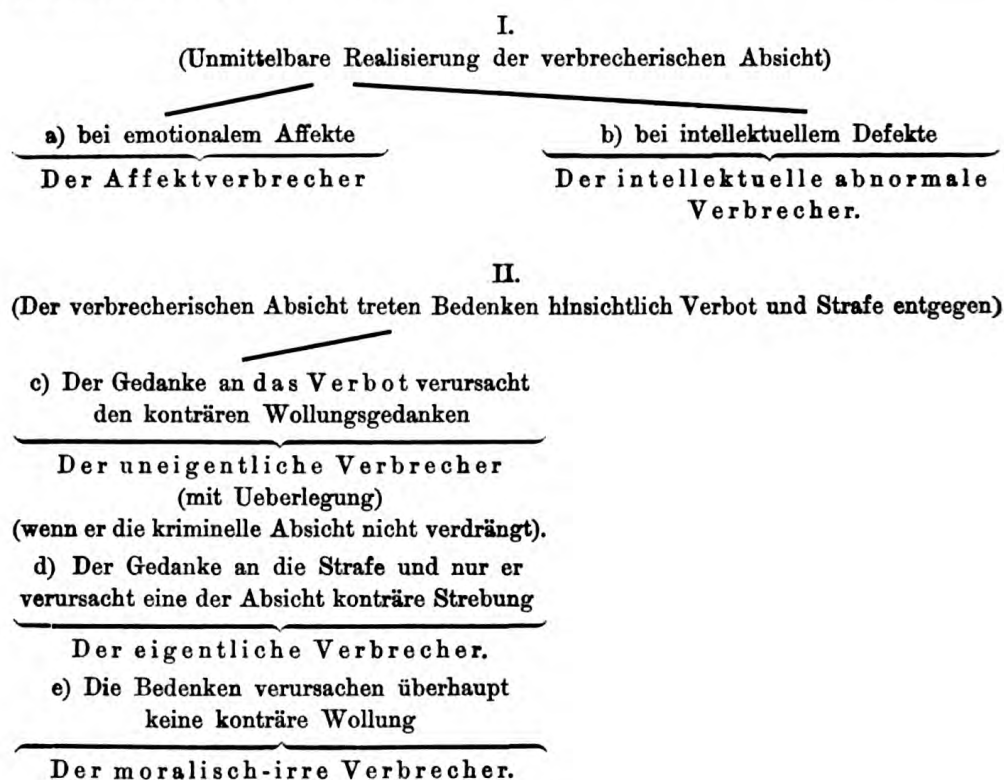 I.
(Unmittelbare Realisierung der verbrecherischen Absicht)
a) bei emotionalem Affekte
b) bei intellektuellem Defekte
Der Affektverbrecher
Der intellektuelle abnormale
Verbrecher.
II.
(Der verbrecherischen Absicht treten Bedenken hinsichtlich Verbot und Strafe entgegen)
c) Der Gedanke an das Verbot verursacht
den konträren Wollungsgedanken
Der uneigentliche Verbrecher
(mit Ueberlegung)
(wenn er die kriminelle Absicht nicht verdrängt).
d) Der Gedanke an die Strafe und nur er
verursacht eine der Absicht konträre Strebung
Der eigentliche Verbrecher.
e) Die Bedenken verursachen überhaupt
keine konträre Wollung
Der moralisch-irre Verbrecher.